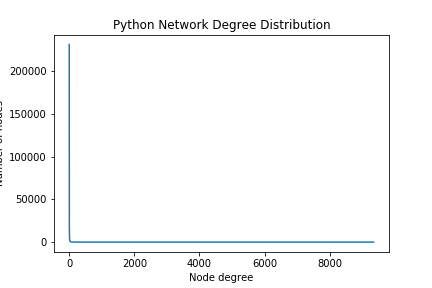 Python Network Degree Distribution
Number of nodes
200000
150000
100000
50000
0
0 2000 4000 6000 8000
Node degree